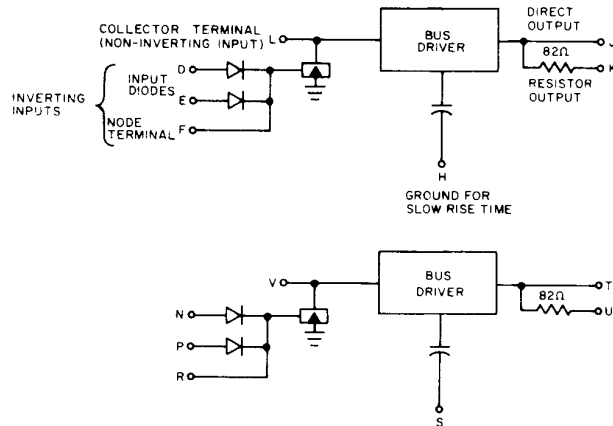 COLLECTOR TERMINAL
(NON-INVERTING INPUT) L
BUS
DRIVER
DIRECT
OUTPUT
J
82Ω
K
RESISTOR
OUTPUT
INVERTING
INPUTS
D
INPUT
DIODES
E
NODE
TERMINAL
F
H
GROUND FOR
SLOW RISE TIME
V
BUS
DRIVER
T
82Ω
U
N
P
R
S